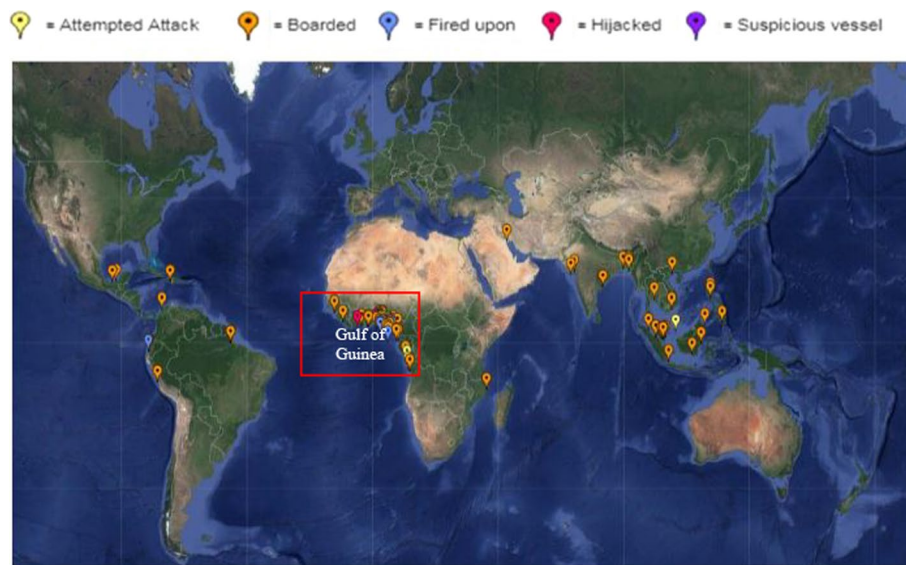 = Attempted Attack = Boarded = Fired upon = Hijacked = Suspicious vessel
Gulf of
Guinea